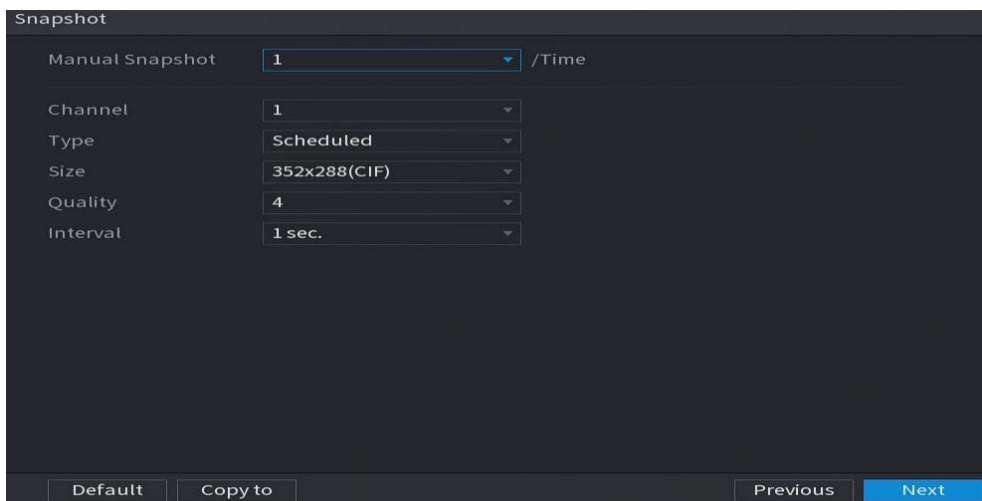 Snapshot
Manual Snapshot 1 /Time
Channel 1
Type Scheduled
Size 352x288(CIF)
Quality 4
Interval 1 sec.
Default Copy to Previous Next